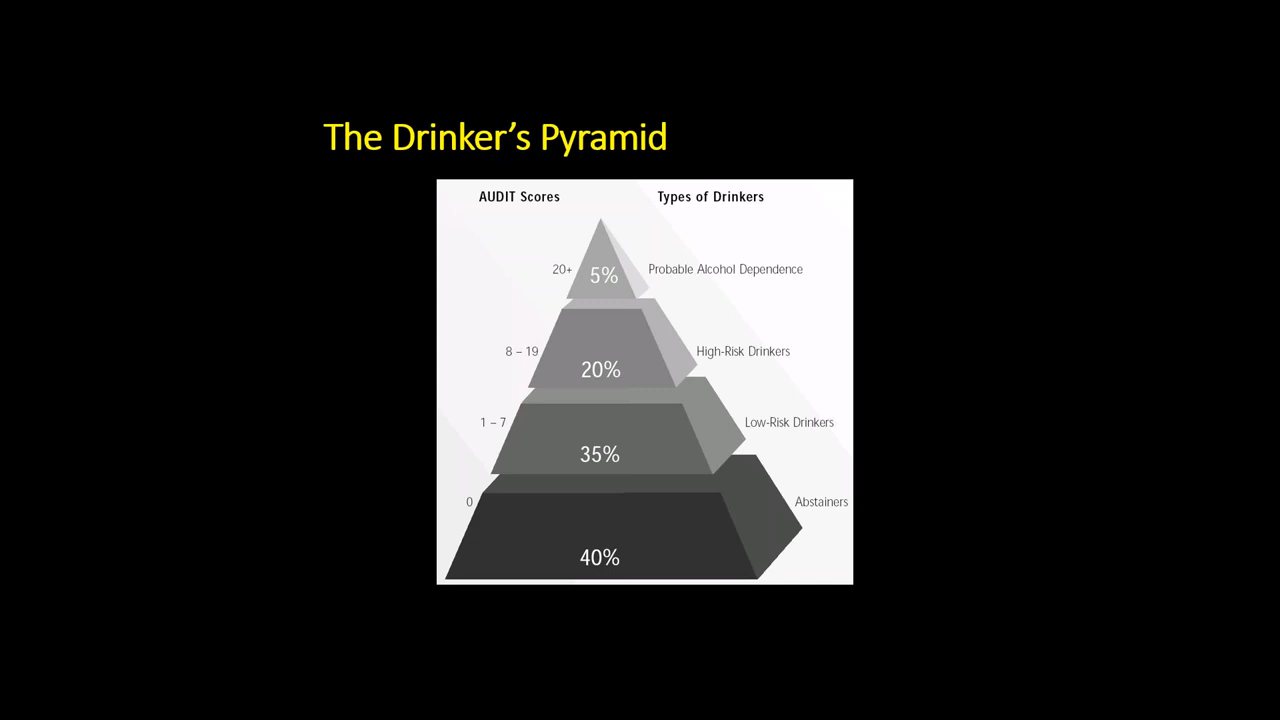 The Drinker’s Pyramid
AUDIT Scores Types of Drinkers
20+ 5% Probable Alcohol Dependence
8 – 19 20% High-Risk Drinkers
1 – 7 35% Low-Risk Drinkers
0 40% Abstainers